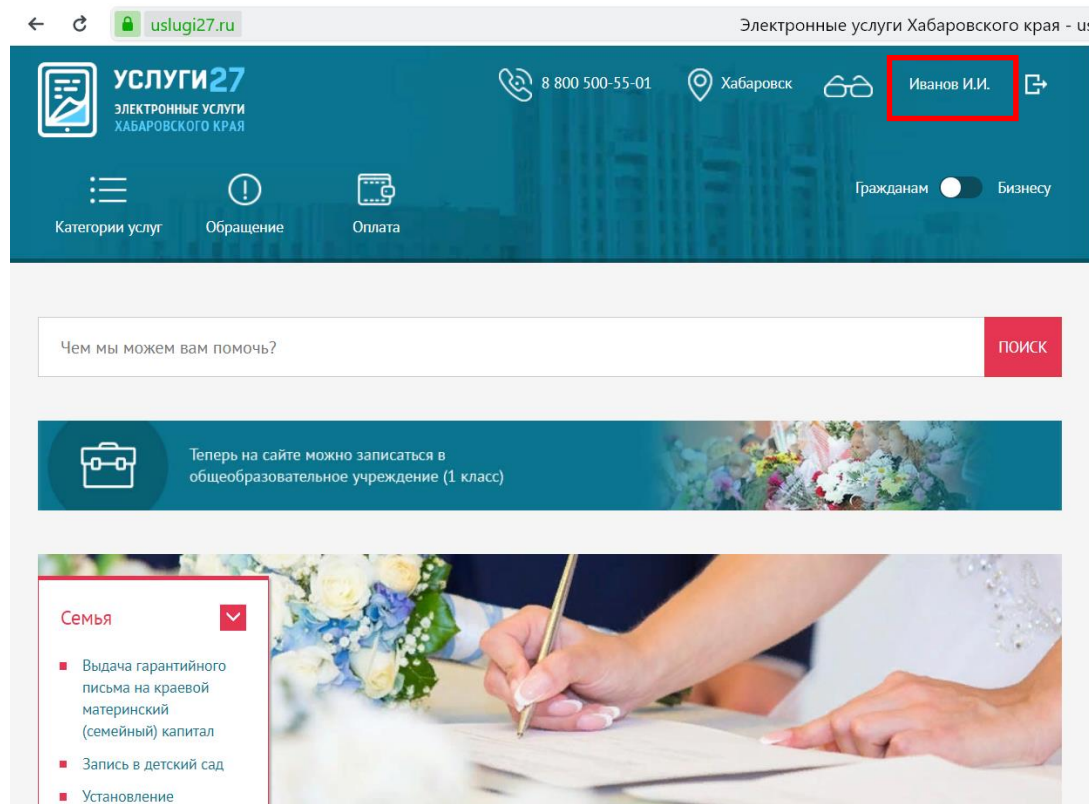 uslugi27.ru
Электронные услуги Хабаровского края - us
УСЛУГИ27
ЭЛЕКТРОННЫЕ УСЛУГИ
ХАБАРОВСКОГО КРАЯ
8 800 500-55-01
Хабаровск
Иванов И.И.
Категории услуг
Обращение
Оплата
Гражданам
Бизнесу
Чем мы можем вам помочь?
ПОИСК
Теперь на сайте можно записаться в
общеобразовательное учреждение (1 класс)
Семья
Выдача гарантийного
письма на краевой
материнский
(семейный) капитал
Запись в детский сад
Установление